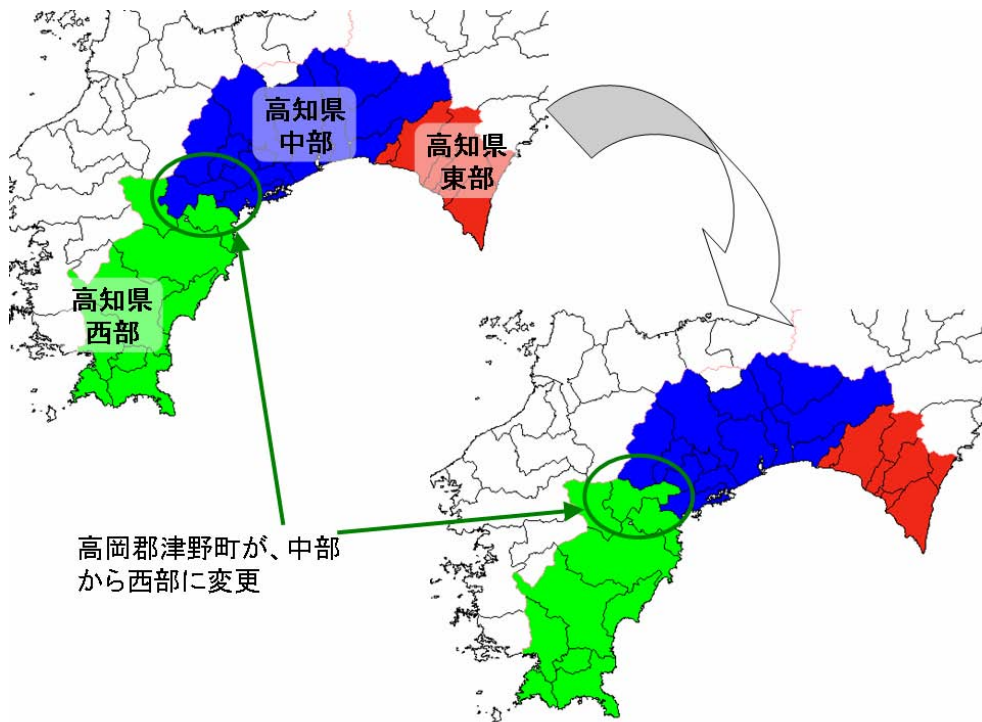 高知県
中部
高知県
東部
高知県
西部
高岡郡津野町が、中部
から西部に変更